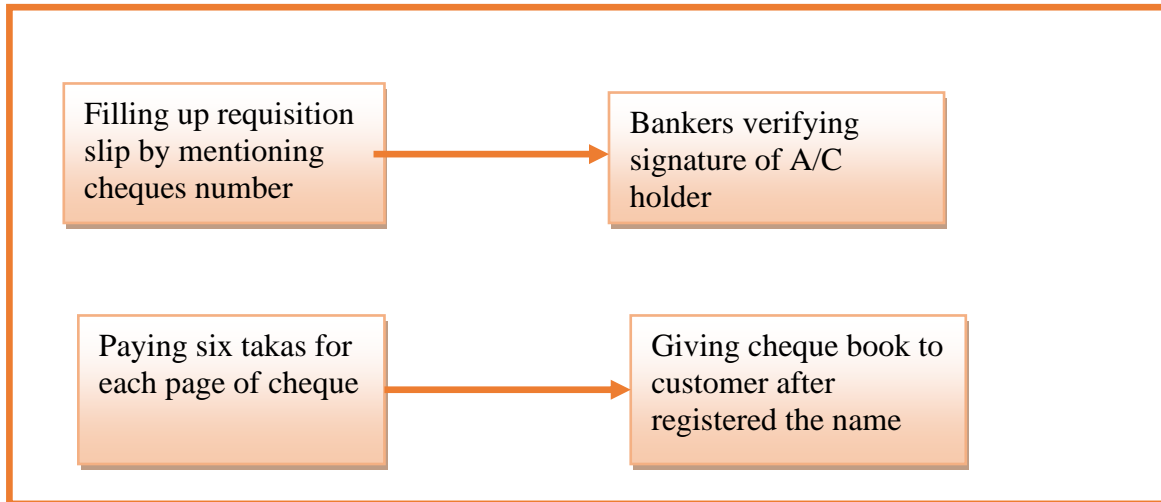 Filling up requisition
slip by mentioning
cheques number
Bankers verifying
signature of A/C
holder
Paying six takas for
each page of cheque
Giving cheque book to
customer after
registered the name